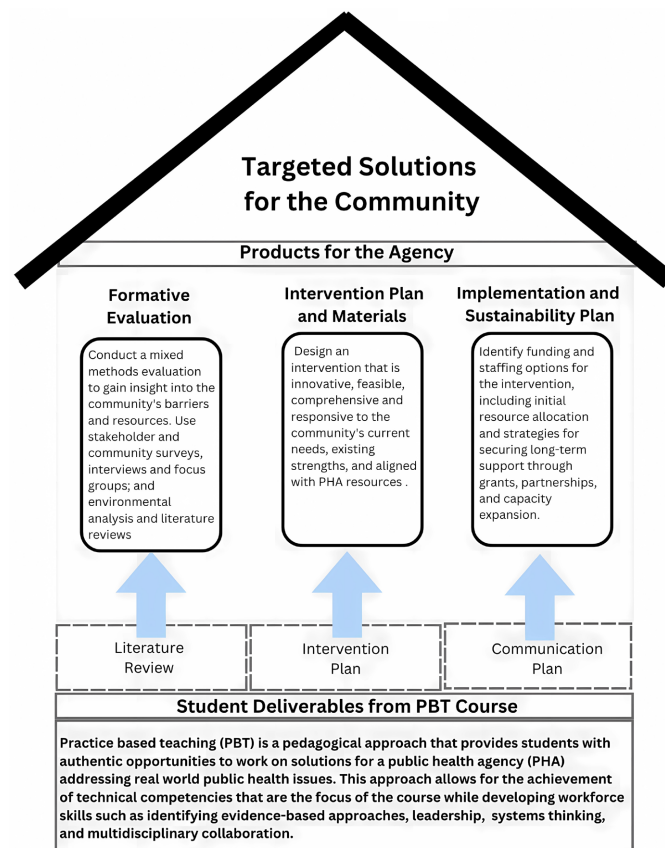 Targeted Solutions
for the Community
Products for the Agency
Formative
Evaluation
Conduct a mixed
methods evaluation
to gain insight into the
community's barriers
and resources. Use
stakeholder and
community surveys,
interviews and focus
groups; and
environmental
analysis and literature
reviews
Intervention Plan
and Materials
Design an
intervention that is
innovative, feasible,
comprehensive and
responsive to the
community's current
needs, existing
strengths, and aligned
with PHA resources .
Implementation and
Sustainability Plan
Identify funding and
staffing options for
the intervention,
including initial
resource allocation
and strategies for
securing long-term
support through
grants, partnerships,
and capacity
expansion.
Literature
Review
Intervention
Plan
Communication
Plan
Student Deliverables from PBT Course
Practice based teaching (PBT) is a pedagogical approach that provides students with
authentic opportunities to work on solutions for a public health agency (PHA)
addressing real world public health issues. This approach allows for the achievement
of technical competencies that are the focus of the course while developing workforce
skills such as identifying evidence-based approaches, leadership, systems thinking,
and multidisciplinary collaboration.